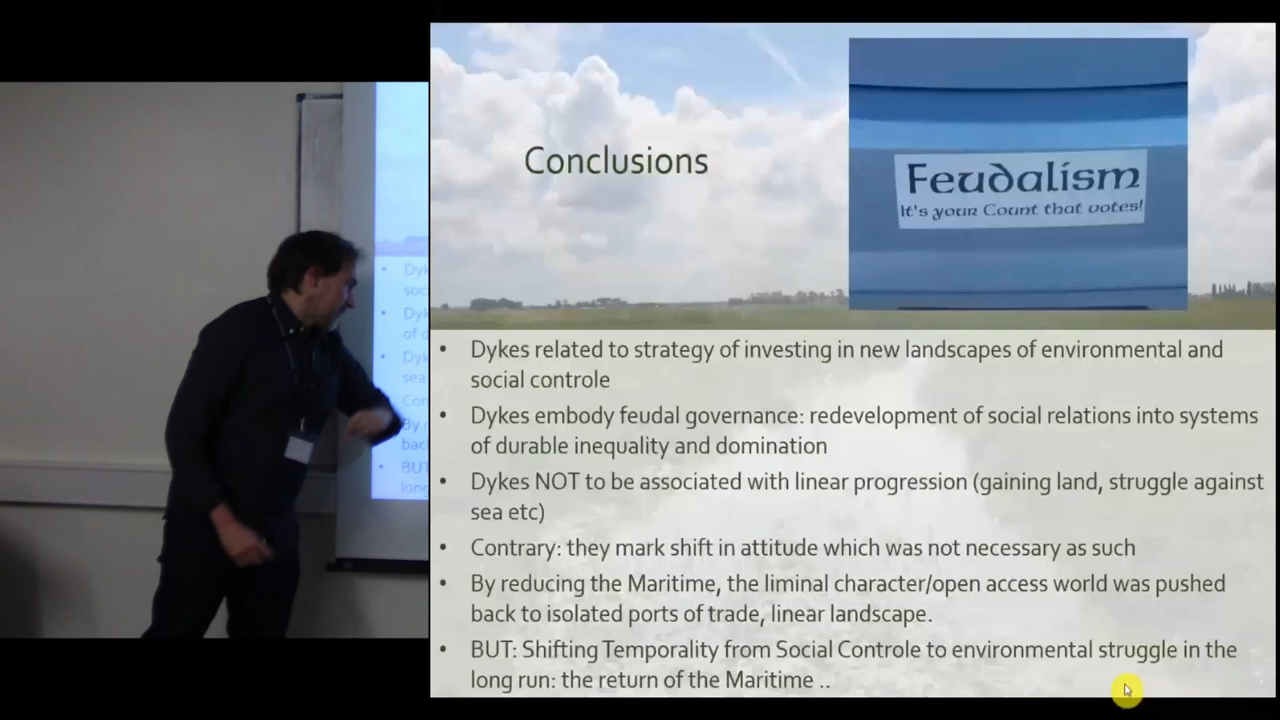 Conclusions
Feudalism
It's your Count that votes!
• Dykes related to strategy of investing in new landscapes of environmental and
social controle
• Dykes embody feudal governance: redevelopment of social relations into systems
of durable inequality and domination
• Dykes NOT to be associated with linear progression (gaining land, struggle against
sea etc)
• Contrary: they mark shift in attitude which was not necessary as such
• By reducing the Maritime, the liminal character/open access world was pushed
back to isolated ports of trade, linear landscape.
• BUT: Shifting Temporality from Social Controle to environmental struggle in the
long run: the return of the Maritime ..